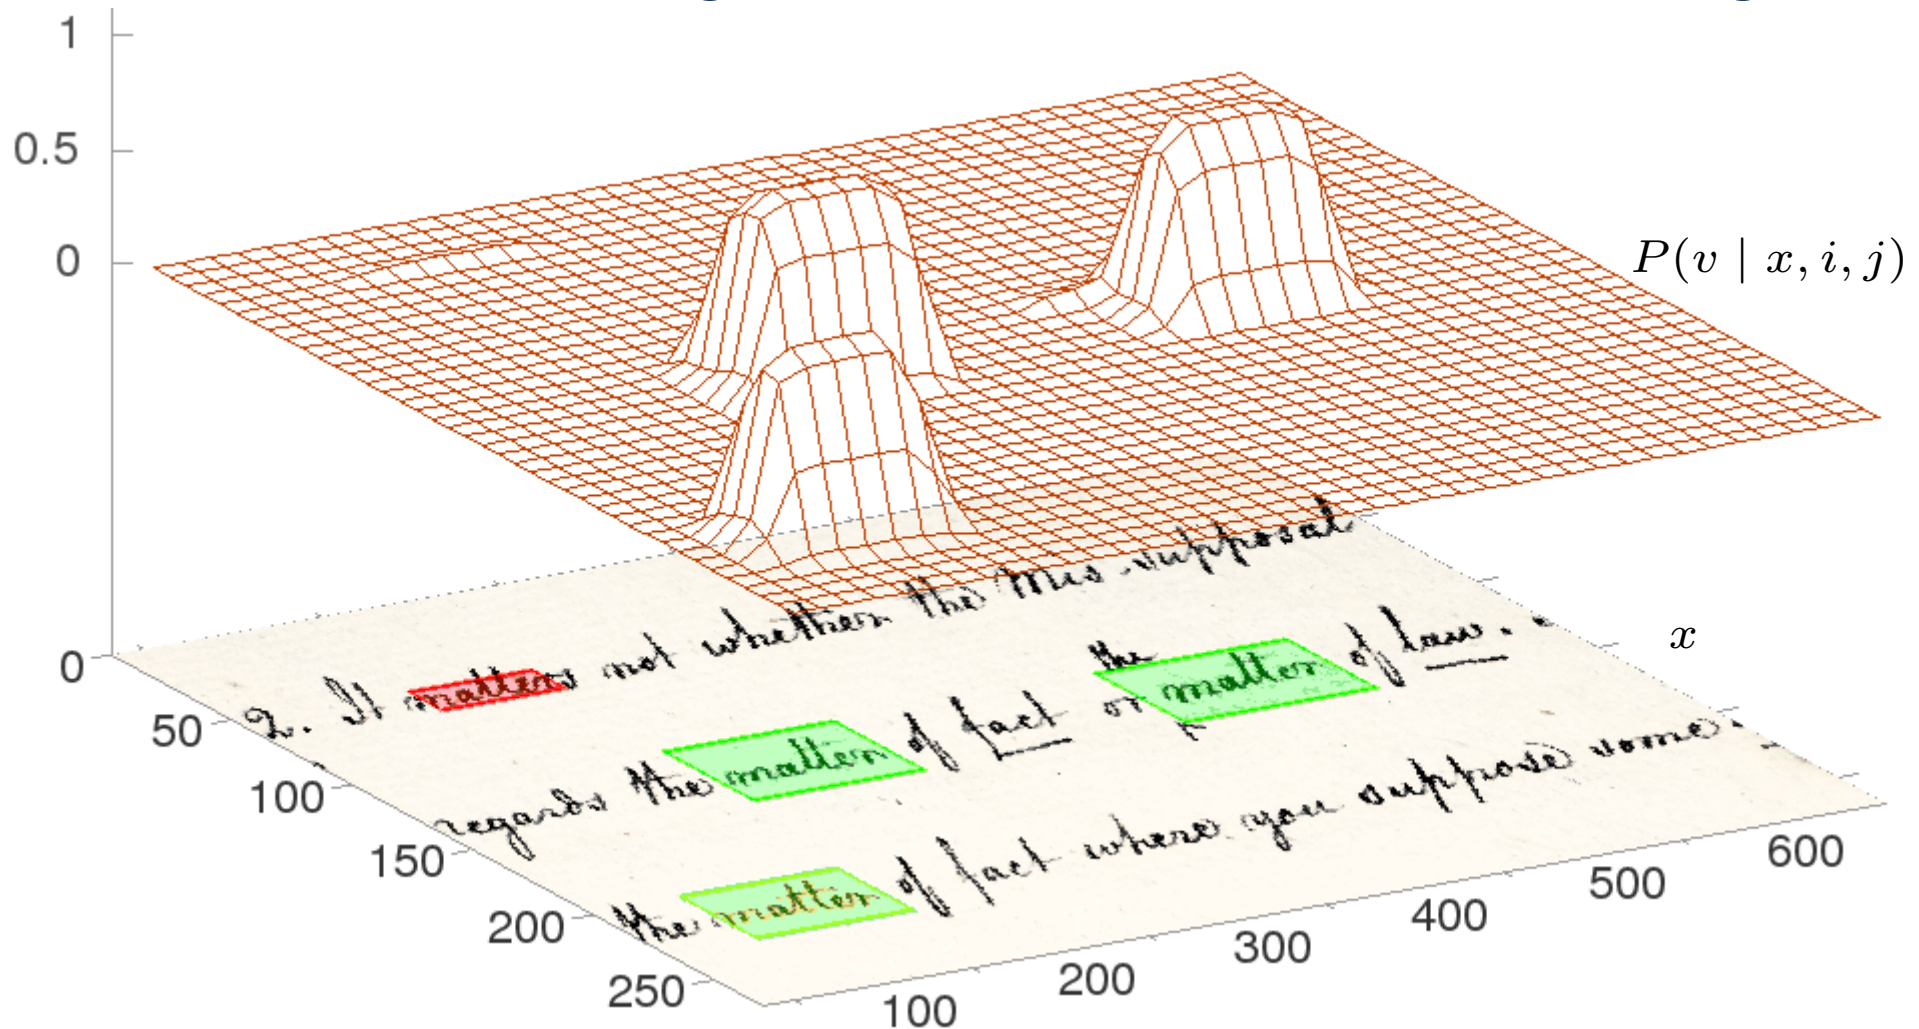 1
0.5
0
P(v | x, i, j)
x
0
50
100
150
200
250
100
200
300
400
500
600
2. It matters not whether the Mis-supposal
the
regards the matter of fact or matter of law.
the matter of fact where you suppose some